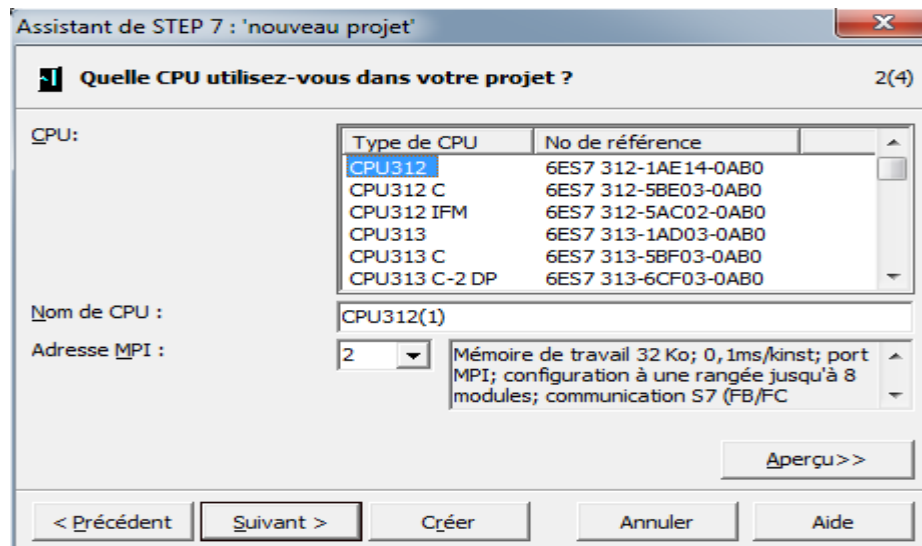 Assistant de STEP 7 : 'nouveau projet'
Quelle CPU utilisez-vous dans votre projet ? 2(4)
CPU:
Type de CPU No de référence
CPU312 6ES7 312-1AE14-0AB0
CPU312 C 6ES7 312-5BE03-0AB0
CPU312 IFM 6ES7 312-5AC02-0AB0
CPU313 6ES7 313-1AD03-0AB0
CPU313 C 6ES7 313-5BF03-0AB0
CPU313 C-2 DP 6ES7 313-6CF03-0AB0
Nom de CPU : CPU312(1)
Adresse MPI : 2
Mémoire de travail 32 Ko; 0,1ms/kinst; port
MPI; configuration à une rangée jusqu'à 8
modules; communication S7 (FB/FC
Aperçu>>
< Précédent Suivant > Créer Annuler Aide